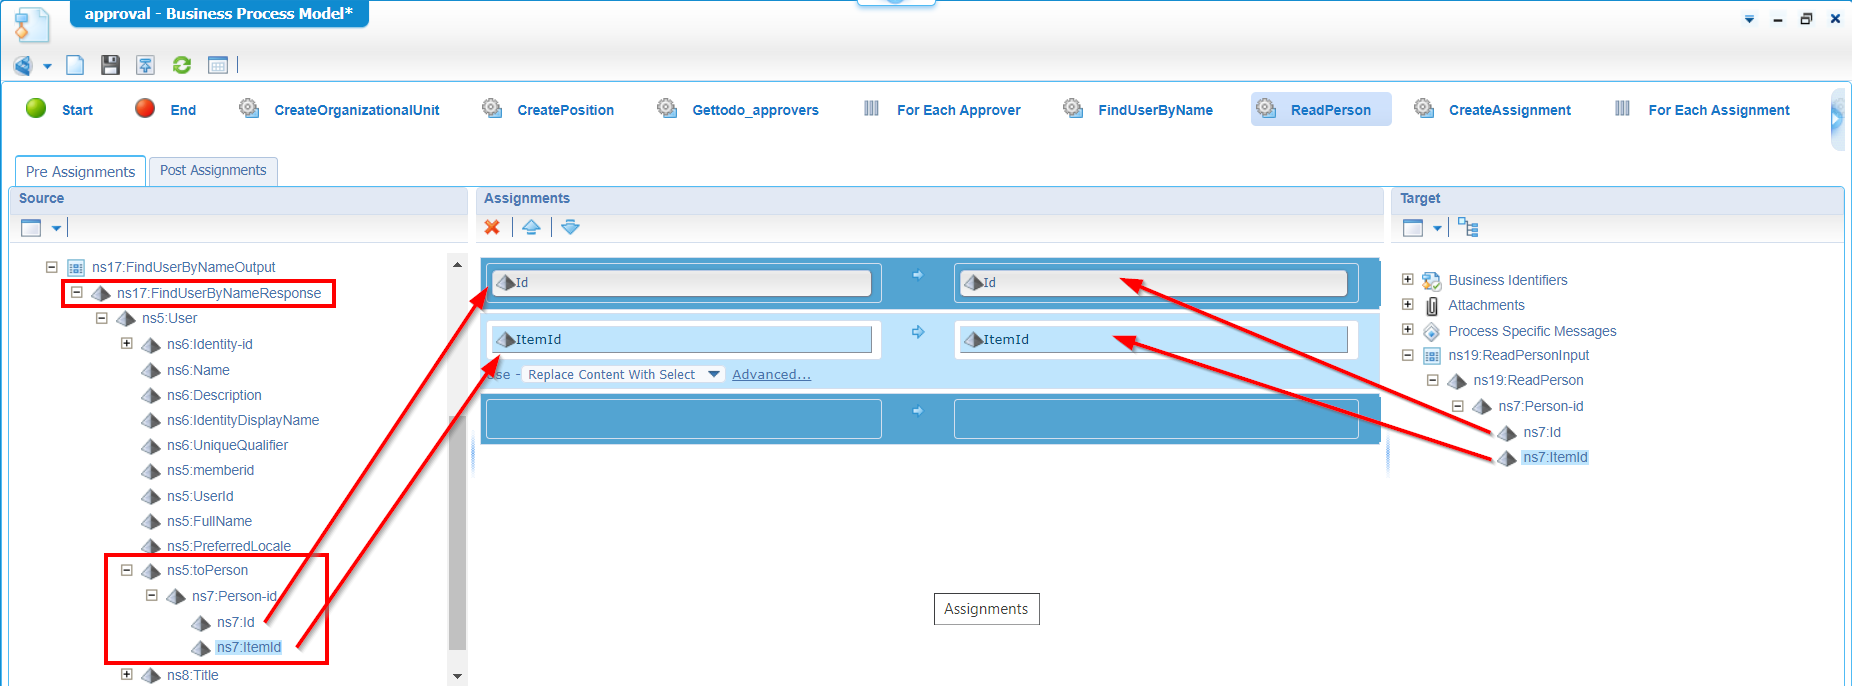 approval - Business Process Model*
Start
End
CreateOrganizationalUnit
CreatePosition
Gettodo_approvers
For Each Approver
FindUserByName
ReadPerson
CreateAssignment
For Each Assignment
Pre Assignments
Post Assignments
Source
Assignments
Target
ns17:FindUserByNameOutput
ns17:FindUserByNameResponse
ns5:User
ns6:Identity-id
ns6:Name
ns6:Description
ns6:IdentityDisplayName
ns6:UniqueQualifier
ns5:memberid
ns5:UserId
ns5:FullName
ns5:PreferredLocale
ns5:toPerson
ns7:Person-id
ns7:Id
ns7:ItemId
ns8:Title
Id
Id
ItemId
ItemId
Replace Content With Select
Advanced...
Assignments
Business Identifiers
Attachments
Process Specific Messages
ns19:ReadPersonInput
ns19:ReadPerson
ns7:Person-id
ns7:Id
ns7:ItemId